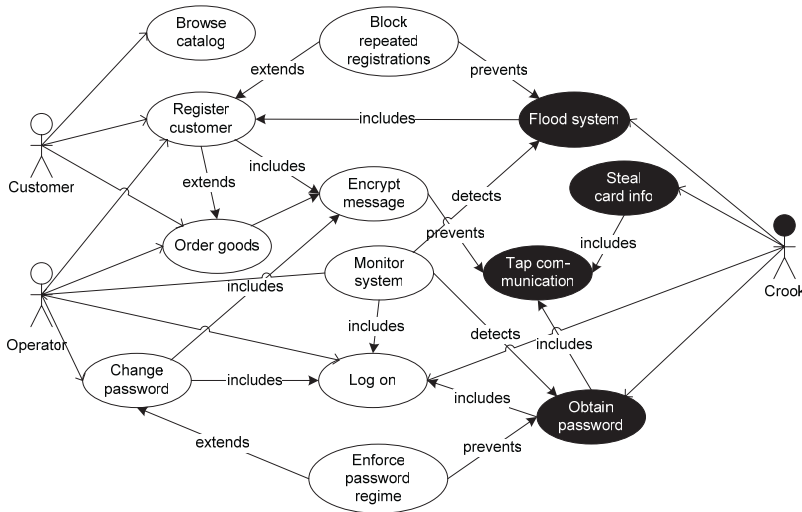 Browse
catalog
Block
repeated
registrations
extends
prevents
Register
customer
includes
Flood system
Customer
includes
extends
Encrypt
message
detects
Steal
card info
Order goods
prevents
includes
Monitor
system
Tap com-
munication
Crook
Operator
includes
includes
detects
includes
Change
password
includes
Log on
includes
Obtain
password
extends
prevents
Enforce
password
regime